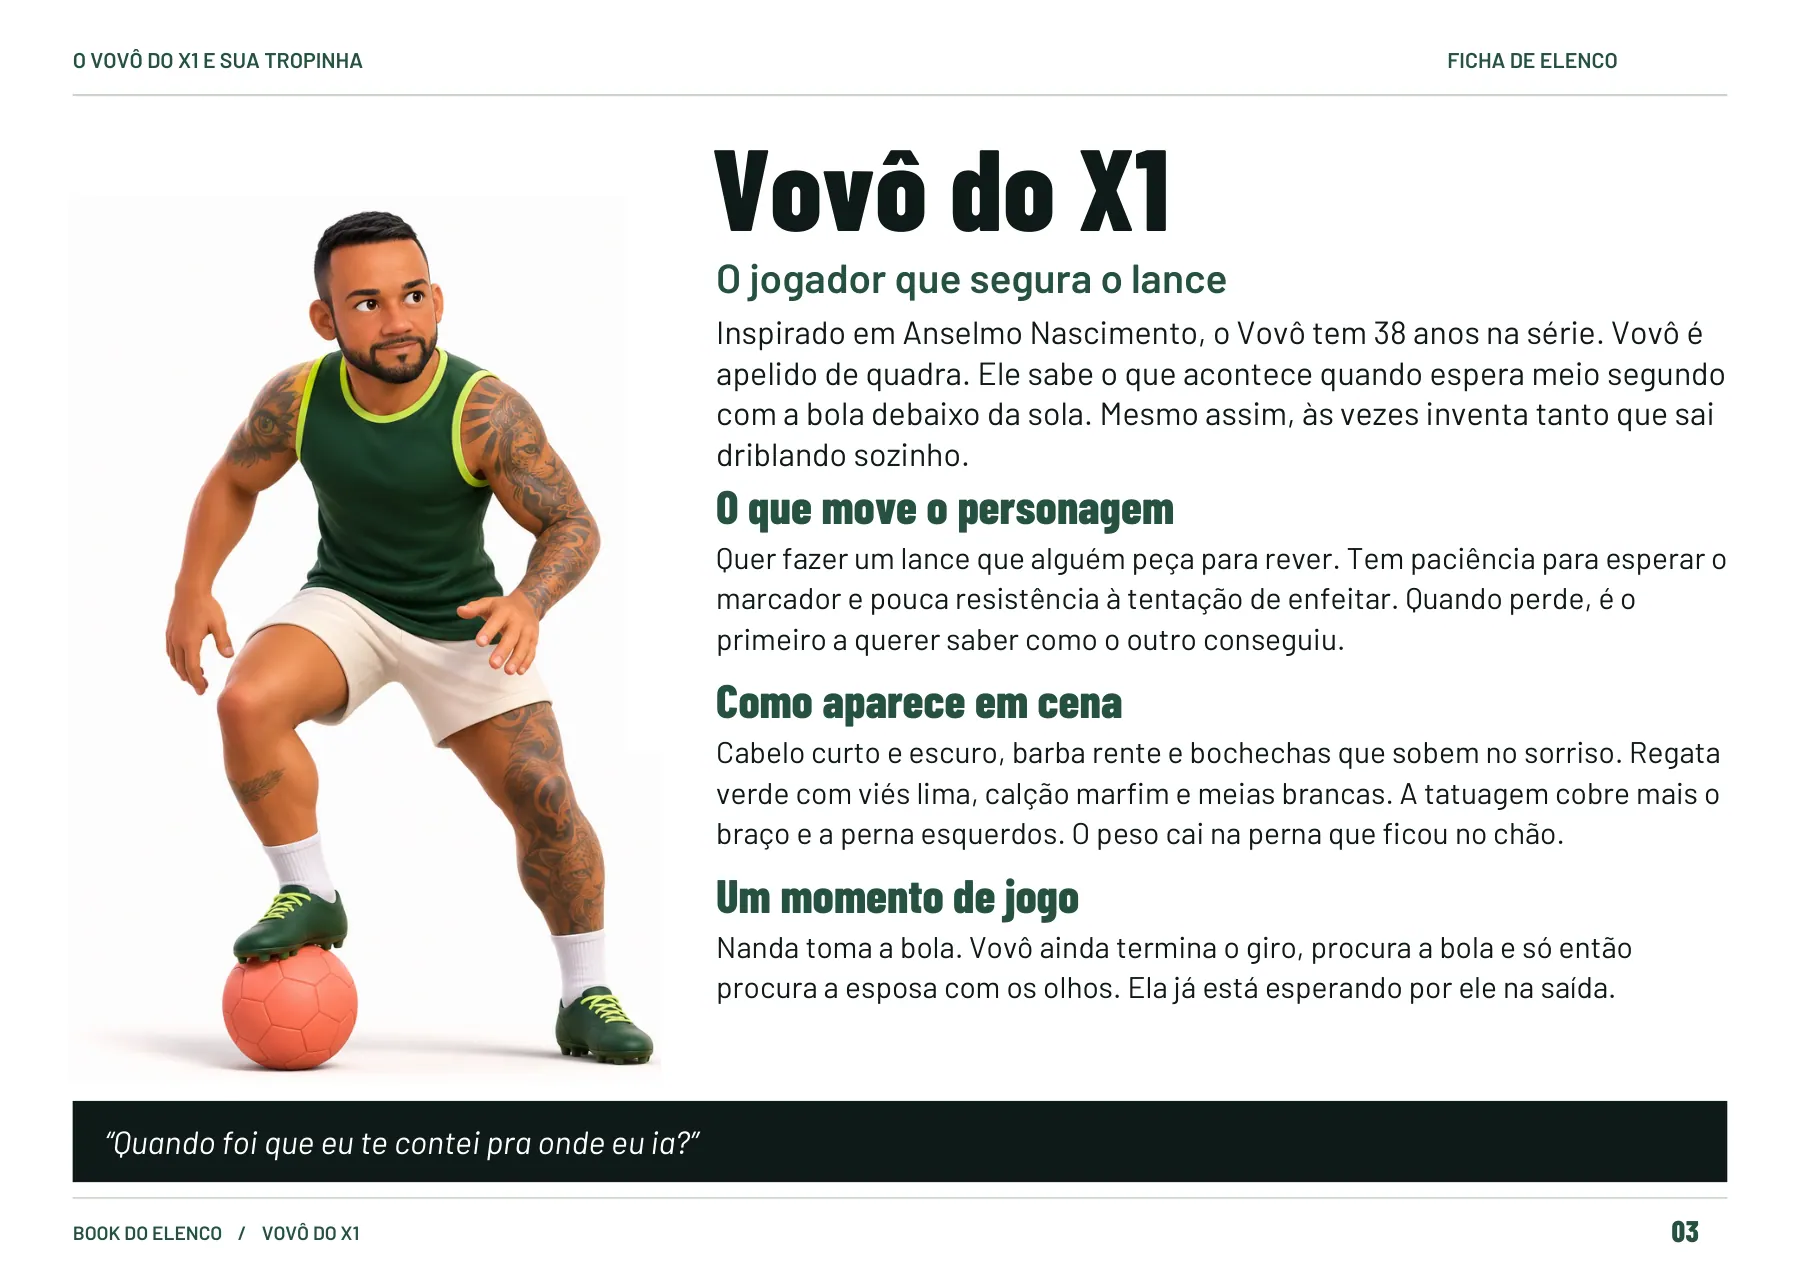 O VOVÔ DO X1 E SUA TROPINHA
FICHA DE ELENCO
Vovô do X1
O jogador que segura o lance
Inspirado em Anselmo Nascimento, o Vovô tem 38 anos na série. Vovô é
apelido de quadra. Ele sabe o que acontece quando espera meio segundo
com a bola debaixo da sola. Mesmo assim, às vezes inventa tanto que sai
driblando sozinho.
O que move o personagem
Quer fazer um lance que alguém peça para rever. Tem paciência para esperar o
marcador e pouca resistência à tentação de enfeitar. Quando perde, é o
primeiro a querer saber como o outro conseguiu.
Como aparece em cena
Cabelo curto e escuro, barba rente e bochechas que sobem no sorriso. Regata
verde com viés lima, calção marfim e meias brancas. A tatuagem cobre mais o
braço e a perna esquerdos. O peso cai na perna que ficou no chão.
Um momento de jogo
Nanda toma a bola. Vovô ainda termina o giro, procura a bola e só então
procura a esposa com os olhos. Ela já está esperando por ele na saída.
“Quando foi que eu te contei pra onde eu ia?”
BOOK DO ELENCO / VOVÔ DO X1
03